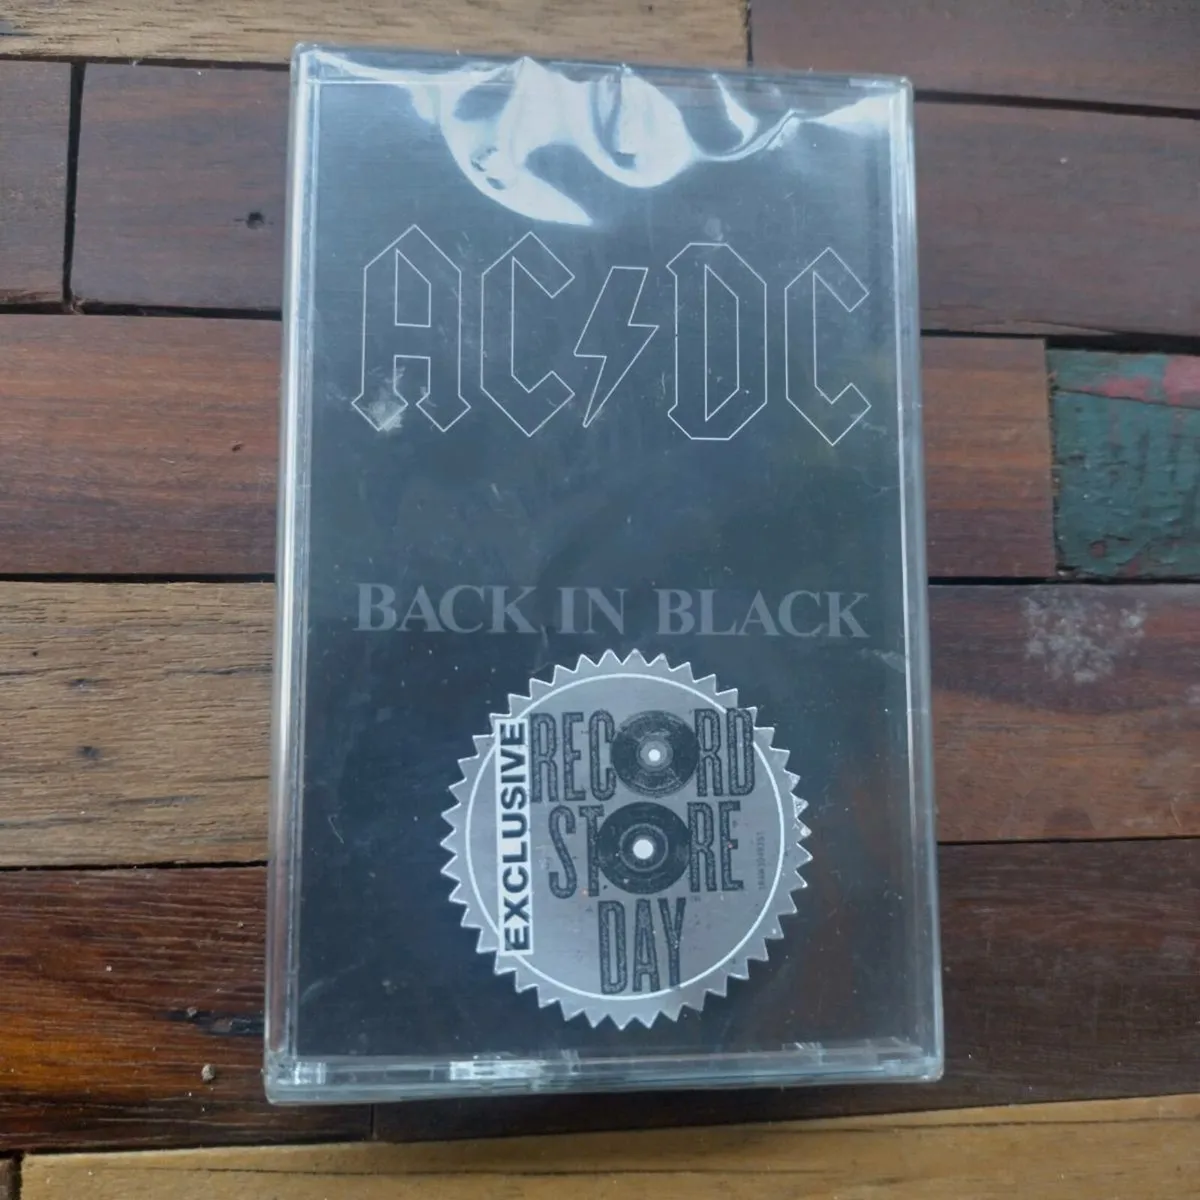 AC⚡DC
BACK IN BLACK
EXCLUSIVE
RECORD
STORE
DAY